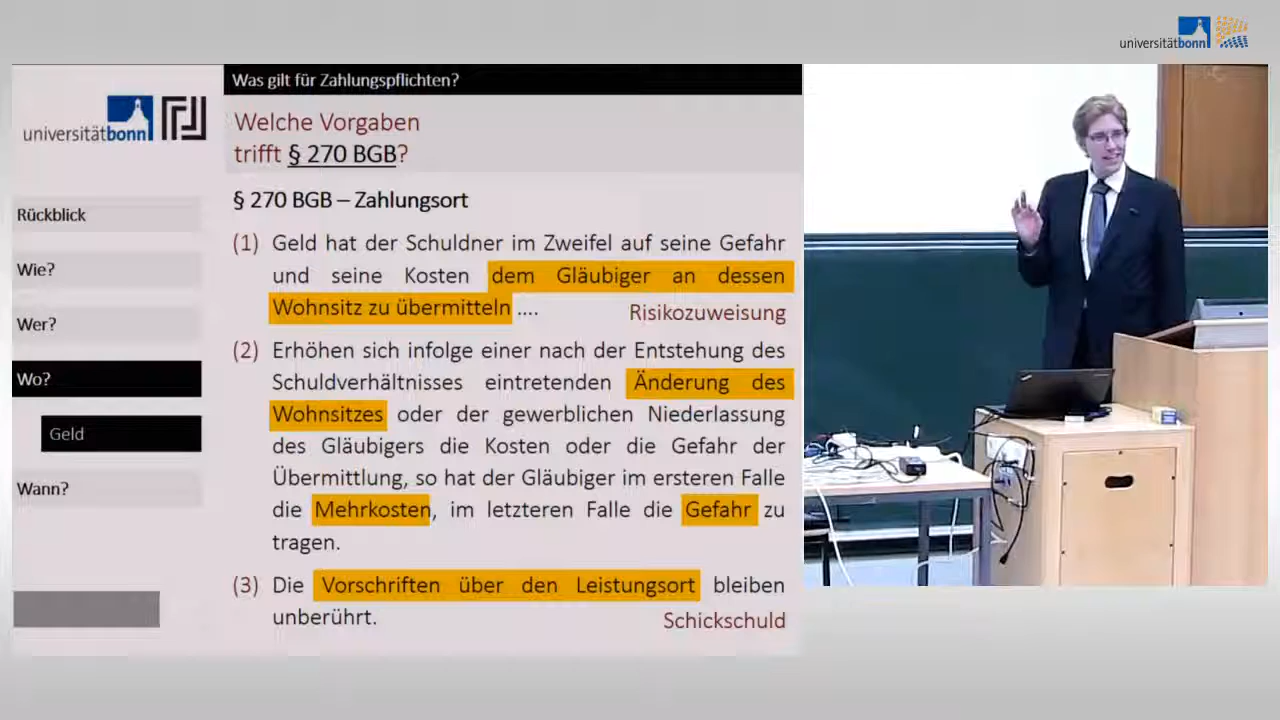 universitätbonn
Was gilt für Zahlungspflichten?
universitätbonn
Welche Vorgaben
trifft § 270 BGB?
§ 270 BGB – Zahlungsort
Rückblick
Wie?
Wer?
Wo?
Geld
Wann?
(1) Geld hat der Schuldner im Zweifel auf seine Gefahr
und seine Kosten dem Gläubiger an dessen
Wohnsitz zu übermitteln ....
Risikozuweisung
(2) Erhöhen sich infolge einer nach der Entstehung des
Schuldverhältnisses eintretenden Änderung des
Wohnsitzes oder der gewerblichen Niederlassung
des Gläubigers die Kosten oder die Gefahr der
Übermittlung, so hat der Gläubiger im ersteren Falle
die Mehrkosten, im letzteren Falle die Gefahr zu
tragen.
(3) Die Vorschriften über den Leistungsort bleiben
unberührt.
Schickschuld